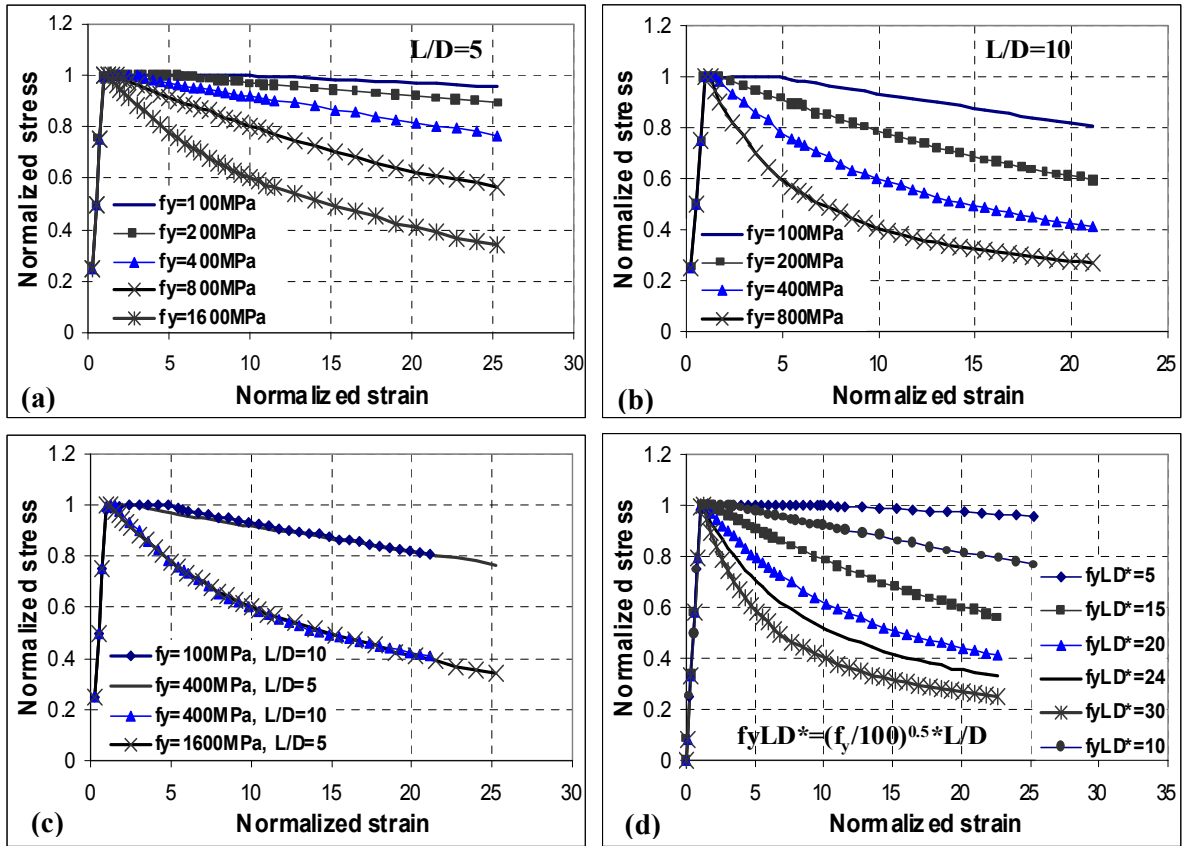 1.2
1
0.8
0.6
0.4
0.2
0
Normalized stress
L/D=5
fy=100MPa
fy=200MPa
fy=400MPa
fy=800MPa
fy=1600MPa
0 5 10 15 20 25 30
Normalized strain
(a)
1.2
1
0.8
0.6
0.4
0.2
0
Normalized stress
L/D=10
fy=100MPa
fy=200MPa
fy=400MPa
fy=800MPa
0 5 10 15 20 25
Normalized strain
(b)
1.2
1
0.8
0.6
0.4
0.2
0
Normalized stress
fy=100MPa, L/D=10
fy=400MPa, L/D=5
fy=400MPa, L/D=10
fy=1600MPa, L/D=5
0 5 10 15 20 25 30
Normalized strain
(c)
1.2
1
0.8
0.6
0.4
0.2
0
Normalized stress
fyLD*=5
fyLD*=15
fyLD*=20
fyLD*=24
fyLD*=30
fyLD*=10
fyLD*=(fy/100)^0.5*L/D
0 5 10 15 20 25 30 35
Normalized strain
(d)